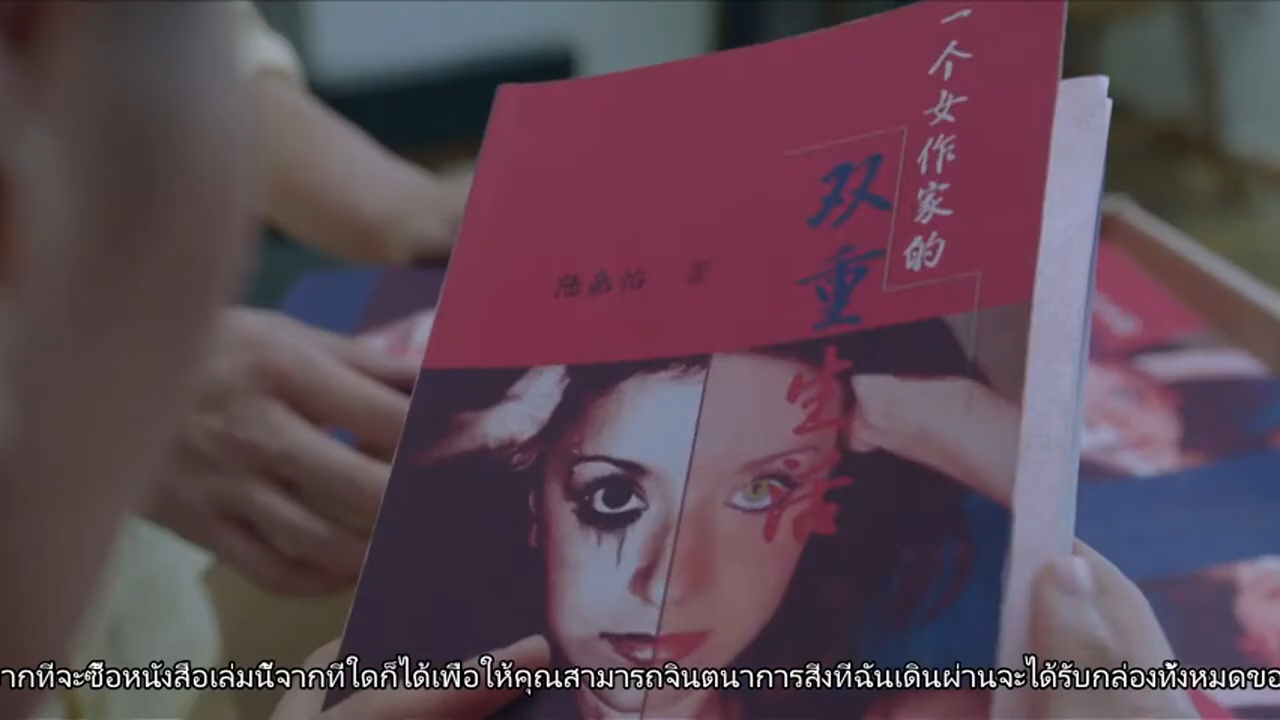 一个女作家的
双重生活
著
ากที่จะซื้อหนังสือเล่มนี้จากที่ใดก็ได้เพื่อให้คุณสามารถจินตนาการสิ่งที่ฉันเดินผ่านจะได้รับกล่องทั้งหมดขอ